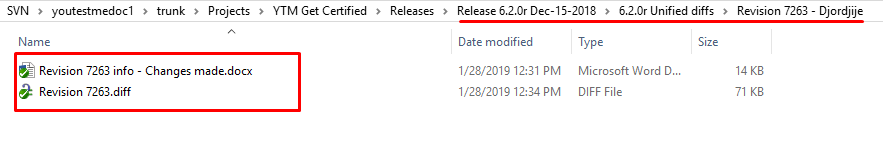 SVN > youtestmedoc1 > trunk > Projects > YTM Get Certified > Releases > Release 6.2.0r Dec-15-2018 > 6.2.0r Unified diffs > Revision 7263 - Djordjije
Name Date modified Type Size
Revision 7263 info - Changes made.docx 1/28/2019 12:31 PM Microsoft Word D... 14 KB
Revision 7263.diff 1/28/2019 12:34 PM DIFF File 71 KB